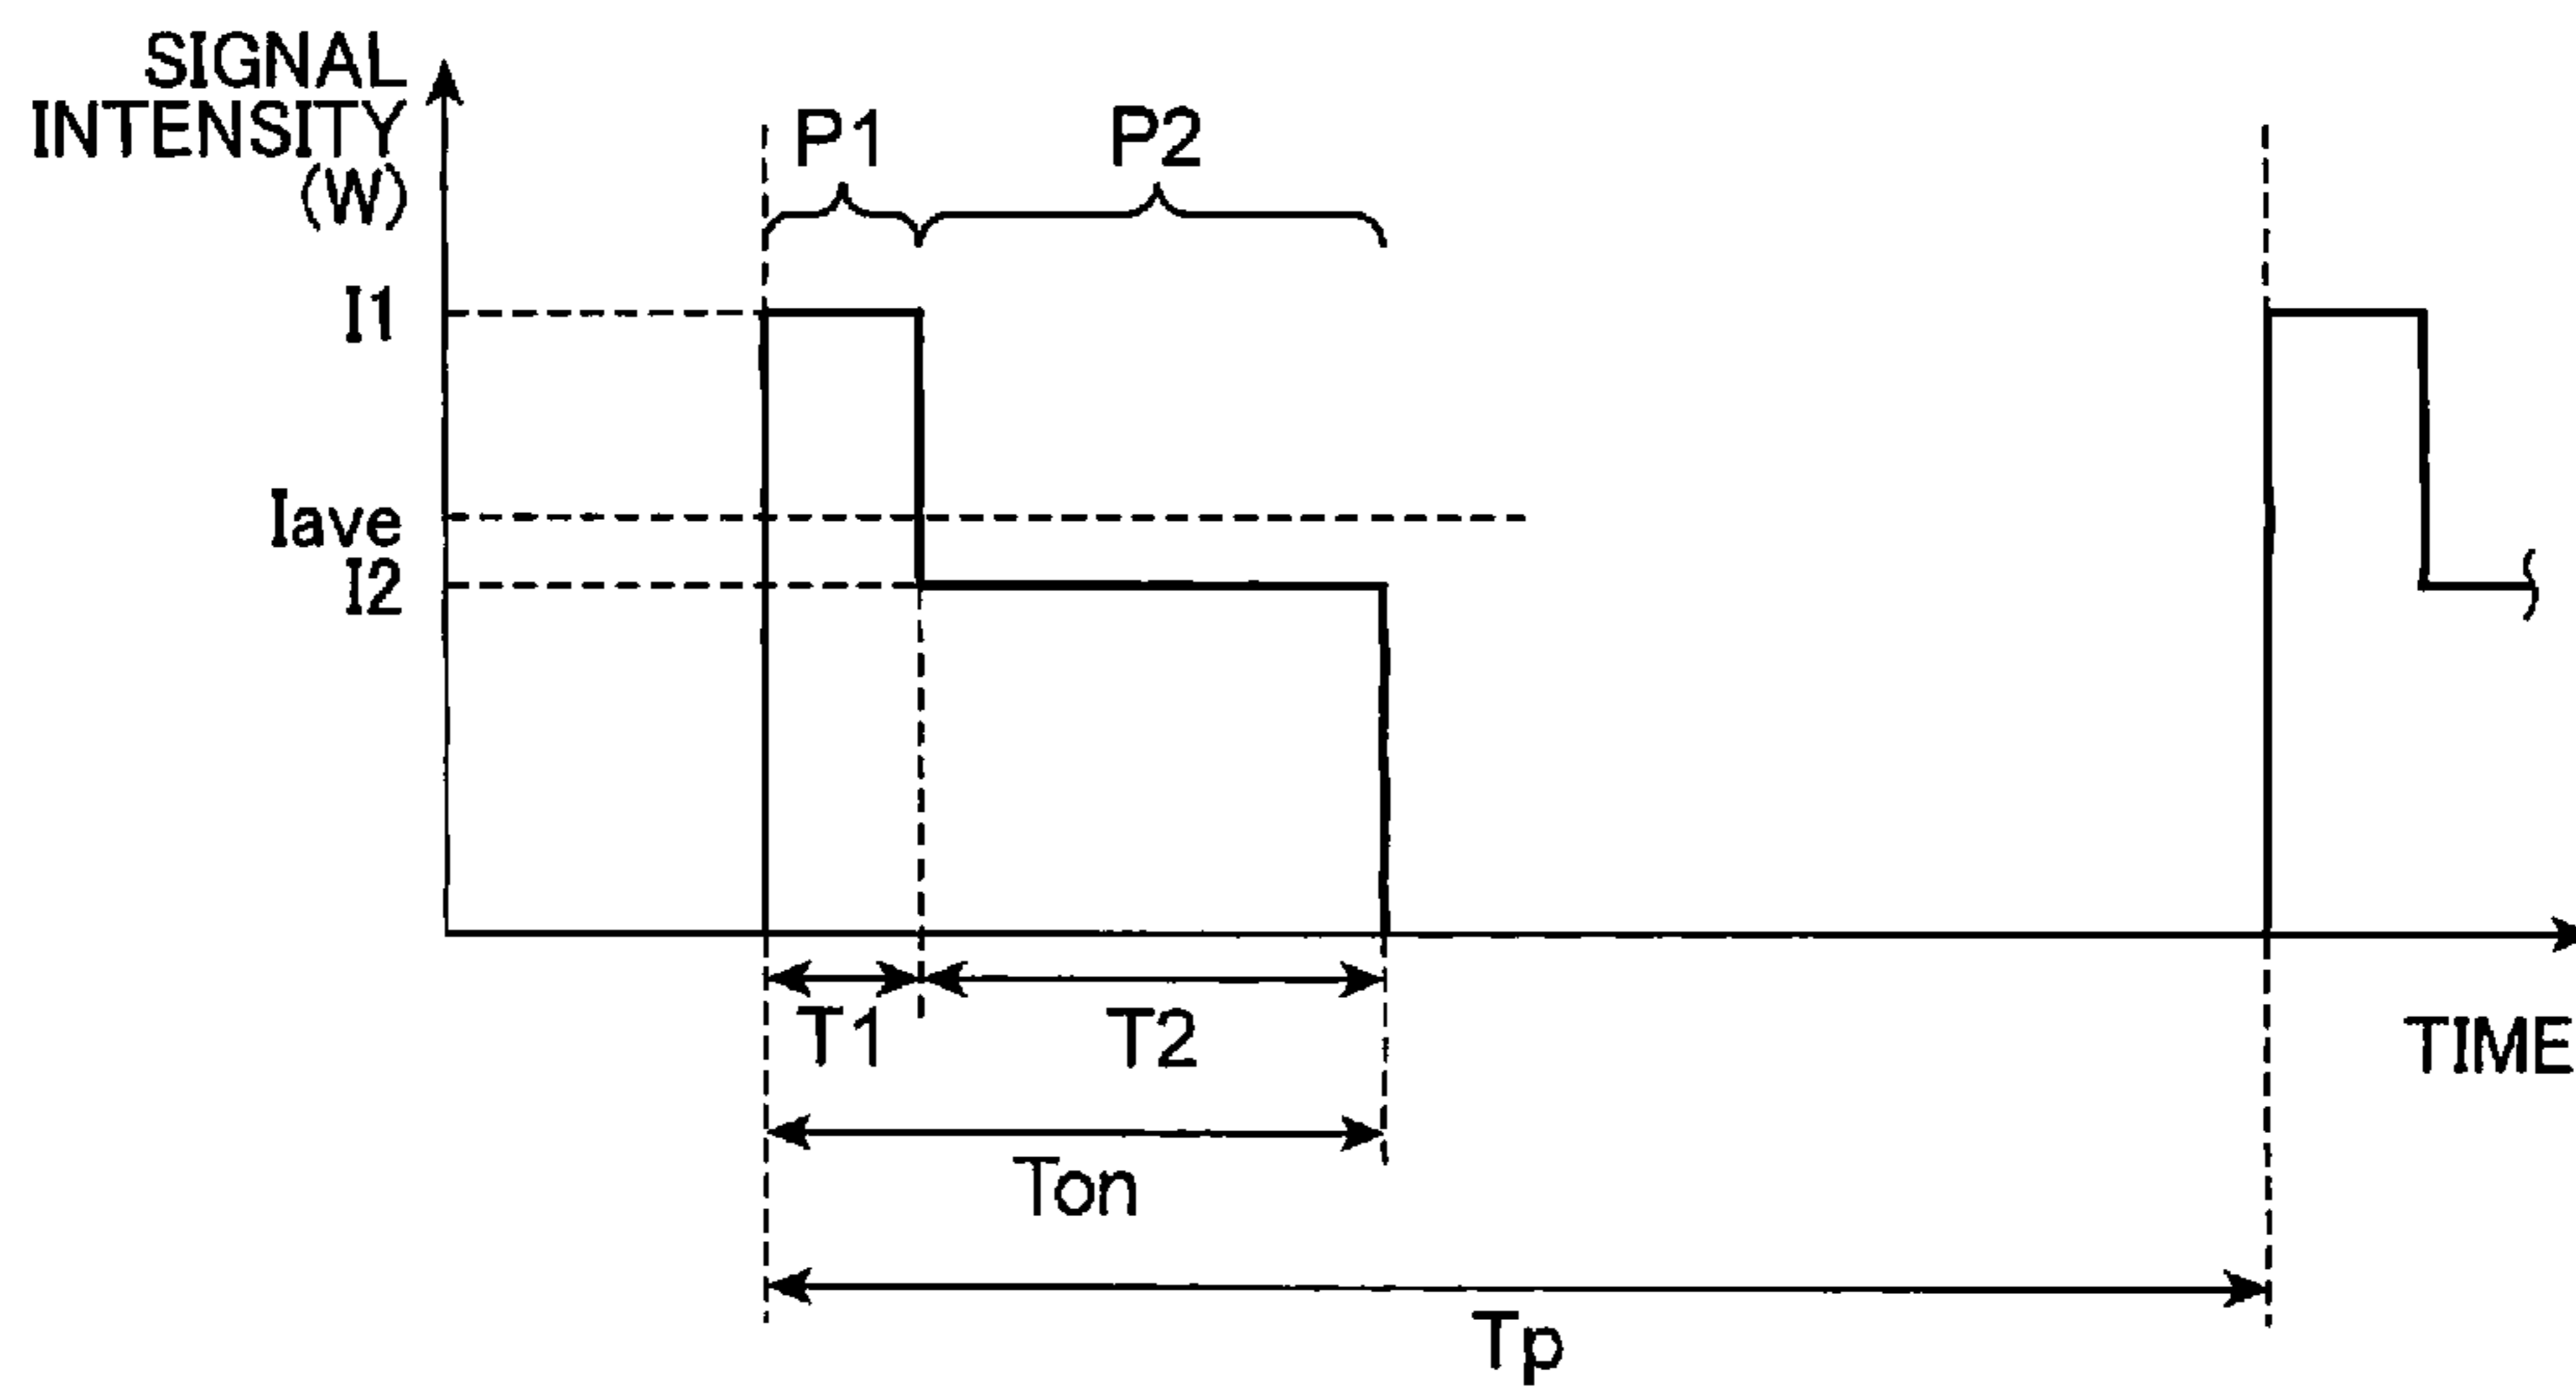 SIGNAL
INTENSITY
(W)
P1
P2
I1
Iave
I2
T1
T2
TIME
Ton
Tp